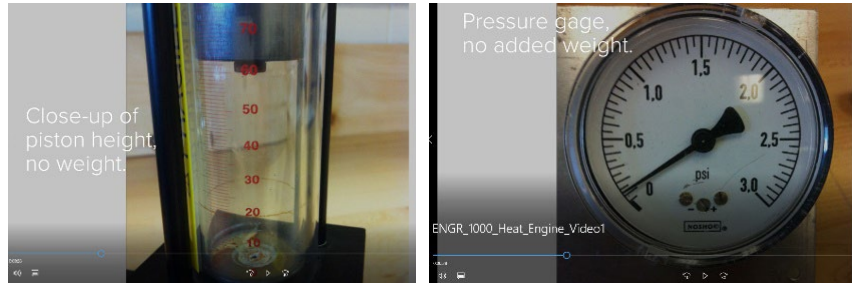 Close-up of
piston height,
no weight.
70
60
50
40
30
20
10
Pressure gage,
no added weight.
1.5
1.0
2.0
0.5
2.5
psi
0
3.0
- +
ENGR_1000_Heat_Engine_Video1